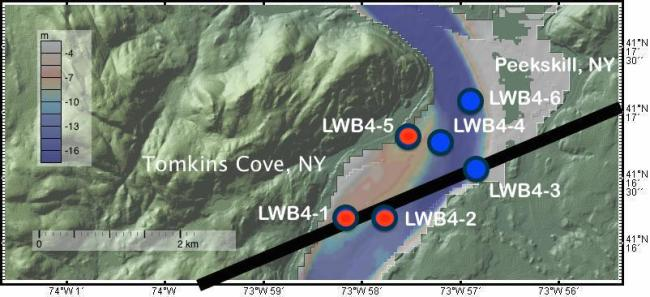 m
-4
-7
-10
-13
-16
Peekskill, NY
LWB4-6
LWB4-5
LWB4-4
Tomkins Cove, NY
LWB4-3
LWB4-1
LWB4-2
0
2 km
41°N
17'
30''
41°N
17'
41°N
16'
30''
41°N
16'
74°W 1'
74°W
73°W 59'
73°W 58'
73°W 57'
73°W 56'